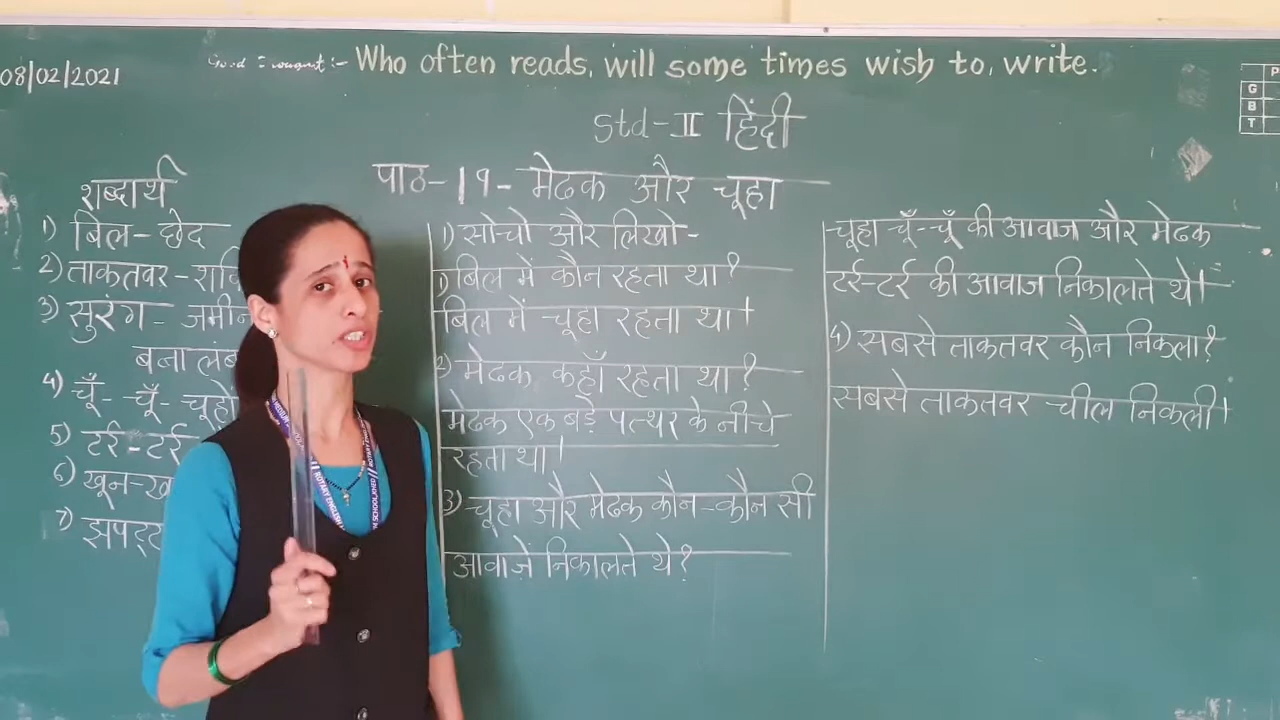 08/02/2021
Good Thought :- Who often reads, will some times wish to, write.
P
G
B
T
Std-II हिंदी
पाठ-19- मेढक और चूहा
शब्दार्थ
1) बिल - छेद
2) ताकतवर - शक्ति
3) सुरंग - जमीन
बना लंब
4) चूँ- चूँ- चूहो
5) टर्र-टर्र
6) खून-ख
7) झपट्ट
1) सोचो और लिखो-
1) बिल में कौन रहता था?
बिल में चूहा रहता था।
2) मेढक कहाँ रहता था?
मेढक एक बड़े पत्थर के नीचे
रहता था।
3) चूहा और मेढक कौन-कौन सी
आवाज़ें निकालते थे?
चूहा चूँ-चूँ की आवाज और मेढक
टर्र-टर्र की आवाज निकालते थे।
4) सबसे ताकतवर कौन निकला?
सबसे ताकतवर चील निकली।
ROTARY ENGLISH